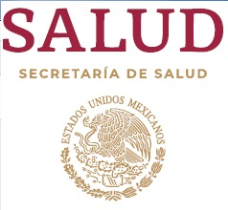 SALUD
SECRETARÍA DE SALUD
ESTADOS UNIDOS MEXICANOS